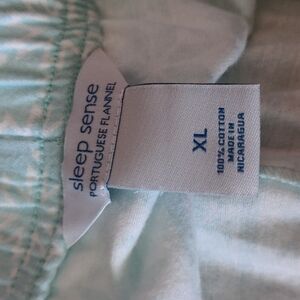 sleep sense
PORTUGUESE FLANNEL
XL
100% COTTON
MADE IN
NICARAGUA